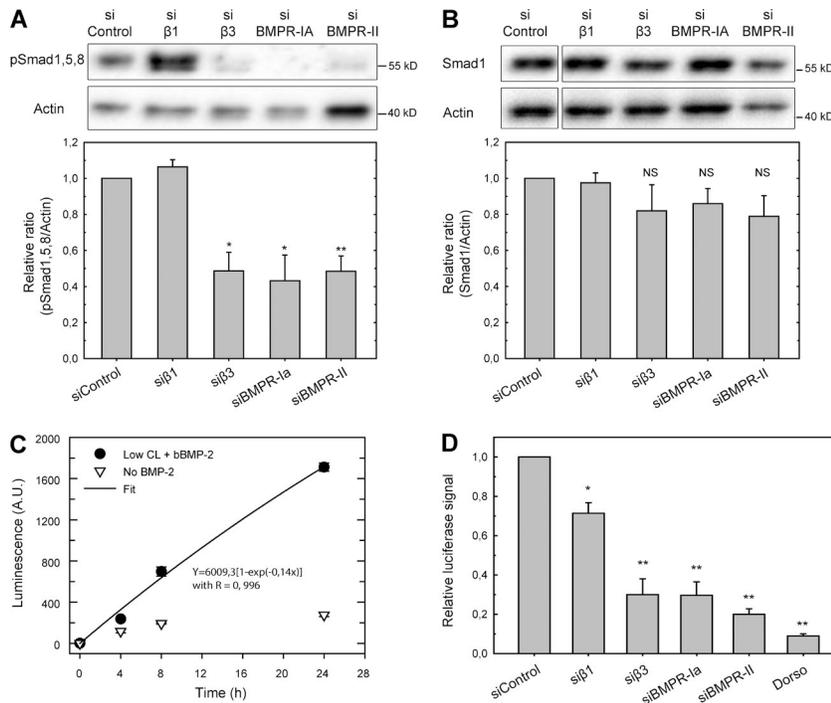 A
si Control
si β1
si β3
si BMPR-IA
si BMPR-II
pSmad1,5,8
55 kD
Actin
40 kD
Relative ratio
(pSmad1,5,8/Actin)
1,2
1,0
0,8
0,6
0,4
0,2
0,0
*
*
**
siControl
siβ1
siβ3
siBMPR-Ia
siBMPR-II
B
si Control
si β1
si β3
si BMPR-IA
si BMPR-II
Smad1
55 kD
Actin
40 kD
Relative ratio
(Smad1/Actin)
1,2
1,0
0,8
0,6
0,4
0,2
0,0
NS
NS
NS
siControl
siβ1
siβ3
siBMPR-Ia
siBMPR-II
C
Luminescence (A.U.)
2000
1600
1200
800
400
0
Low CL + bBMP-2
No BMP-2
Fit
Y=6009,3[1-exp(-0,14x)]
with R = 0, 996
0 4 8 12 16 20 24 28
Time (h)
D
Relative luciferase signal
1,0
0,8
0,6
0,4
0,2
0,0
*
**
**
**
**
siControl
siβ1
siβ3
siBMPR-Ia
siBMPR-II
Dorso